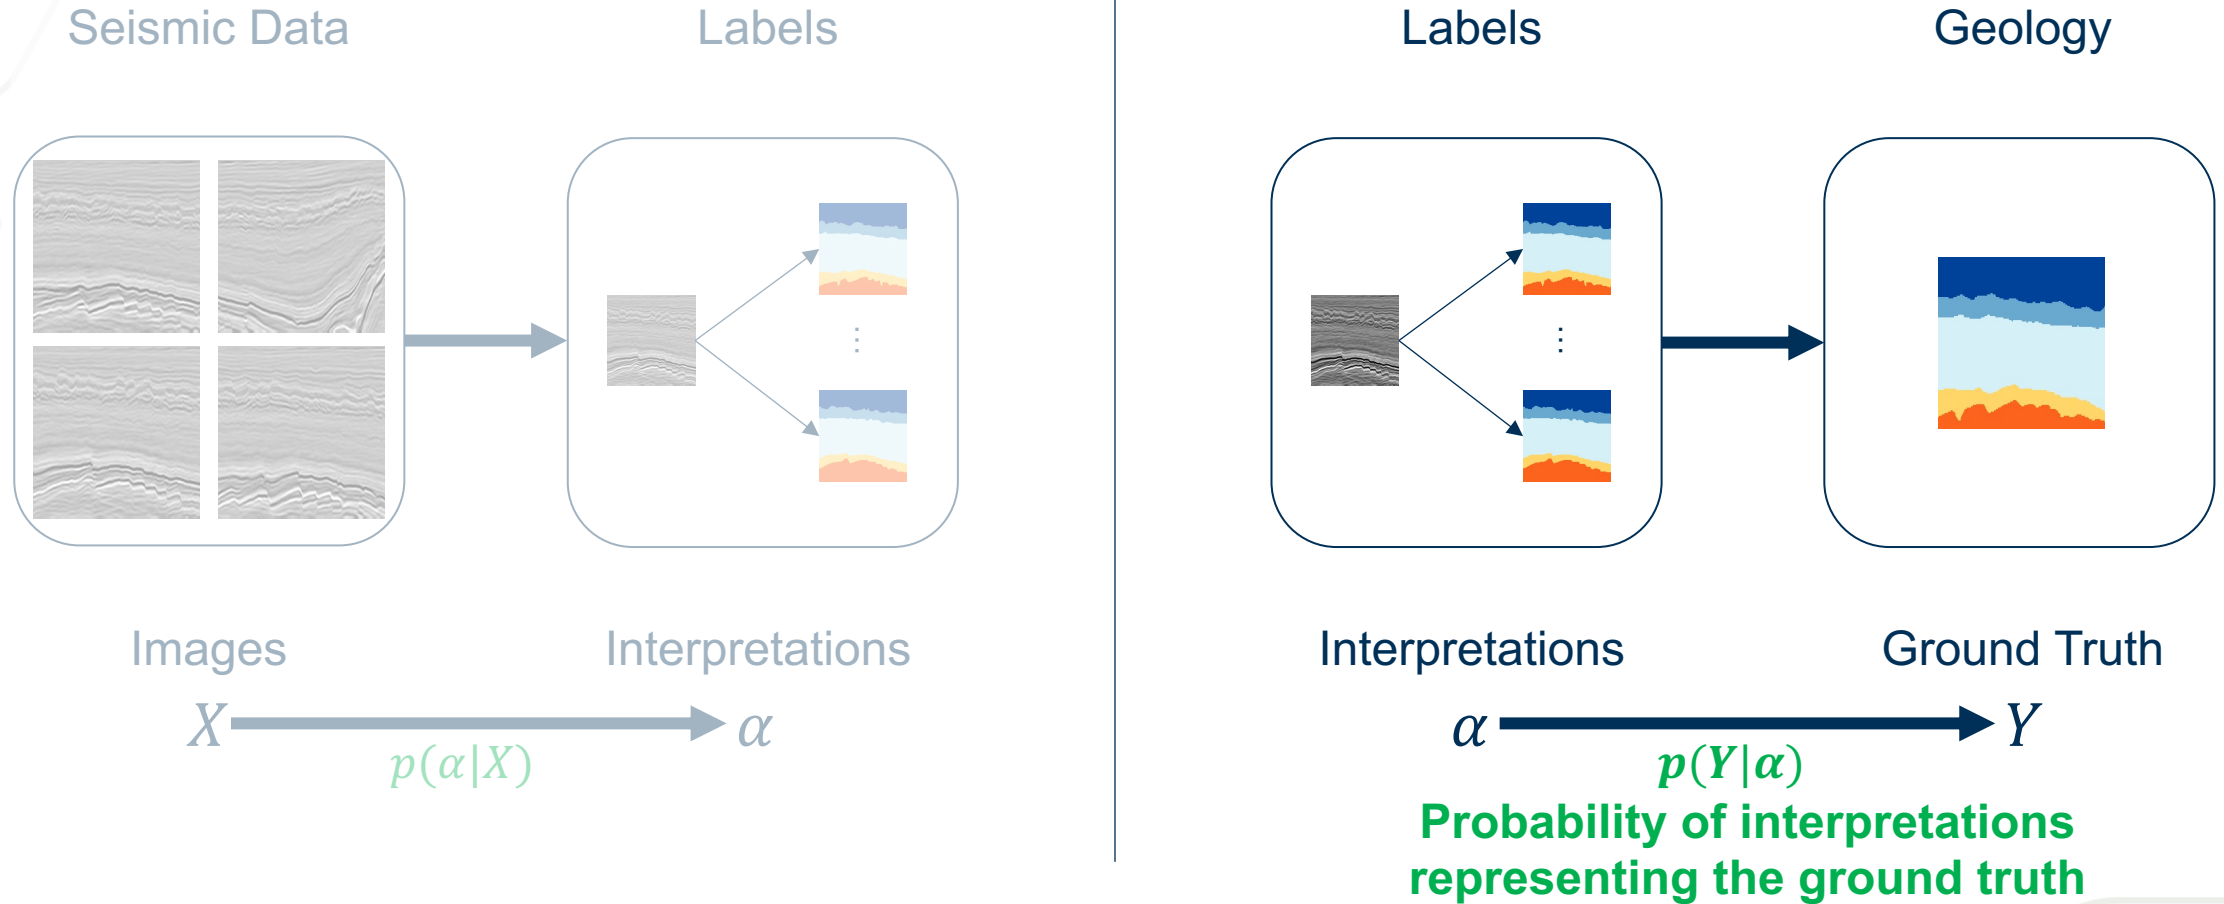 Seismic Data
Labels
Images
Interpretations
X
α
p(α|X)
Labels
Geology
Interpretations
Ground Truth
α
Y
p(Y|α)
Probability of interpretations
representing the ground truth